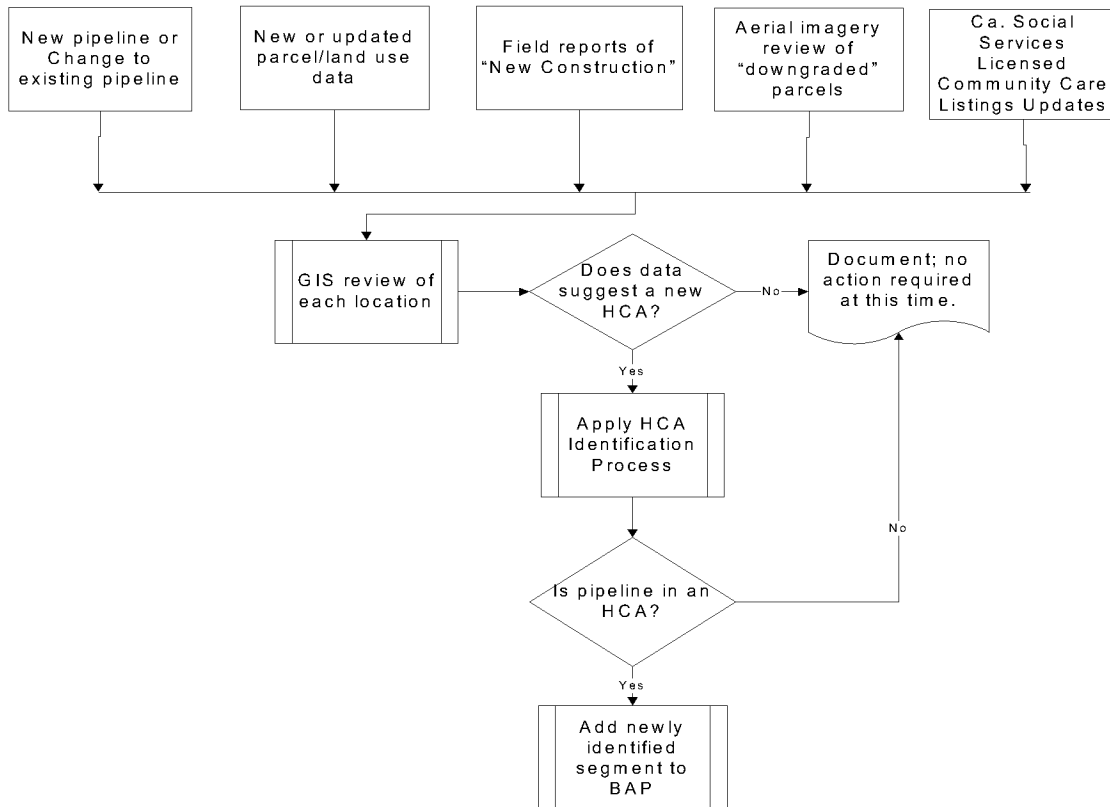 New pipeline or
Change to
existing pipeline
New or updated
parcel/land use
data
Field reports of
“New Construction”
Aerial imagery
review of
“downgraded”
parcels
Ca. Social
Services
Licensed
Community Care
Listings Updates
GIS review of
each location
Does data
suggest a new
HCA?
No
Document; no
action required
at this time.
Yes
Apply HCA
Identification
Process
No
Is pipeline in an
HCA?
Yes
Add newly
identified
segment to
BAP